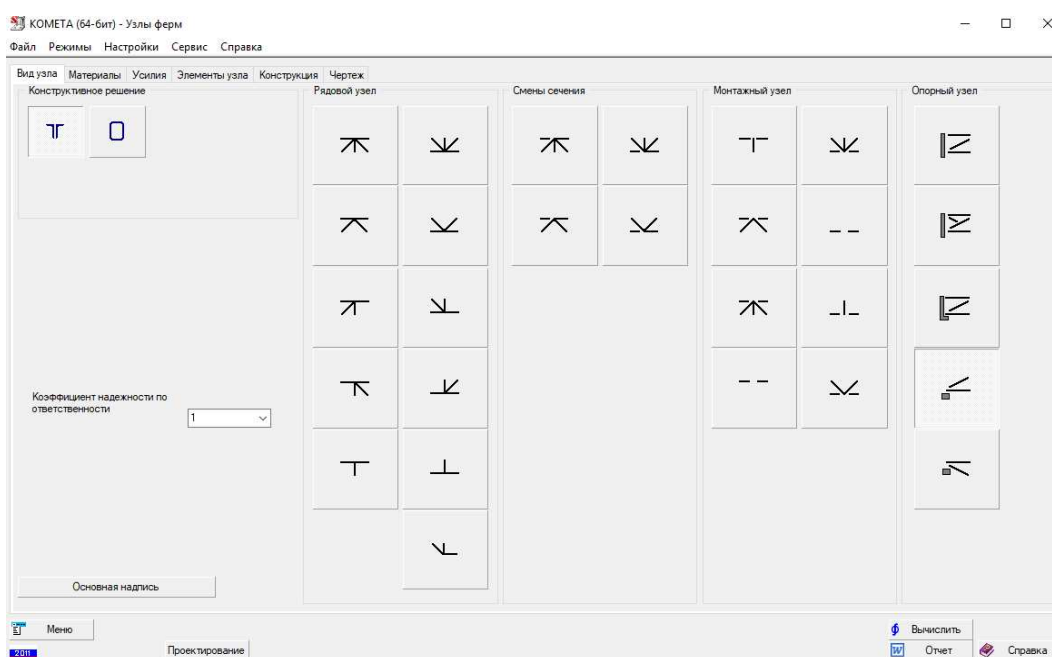 КОМЕТА (64-бит) - Узлы ферм
Файл Режимы Настройки Сервис Справка
Вид узла Материалы Усилия Элементы узла Конструкция Чертеж
Конструктивное решение
Рядовой узел
Смены сечения
Монтажный узел
Опорный узел
Коэффициент надежности по
ответственности
1
Основная надпись
Меню
Вычислить
2011
Проектирование
Отчет
Справка